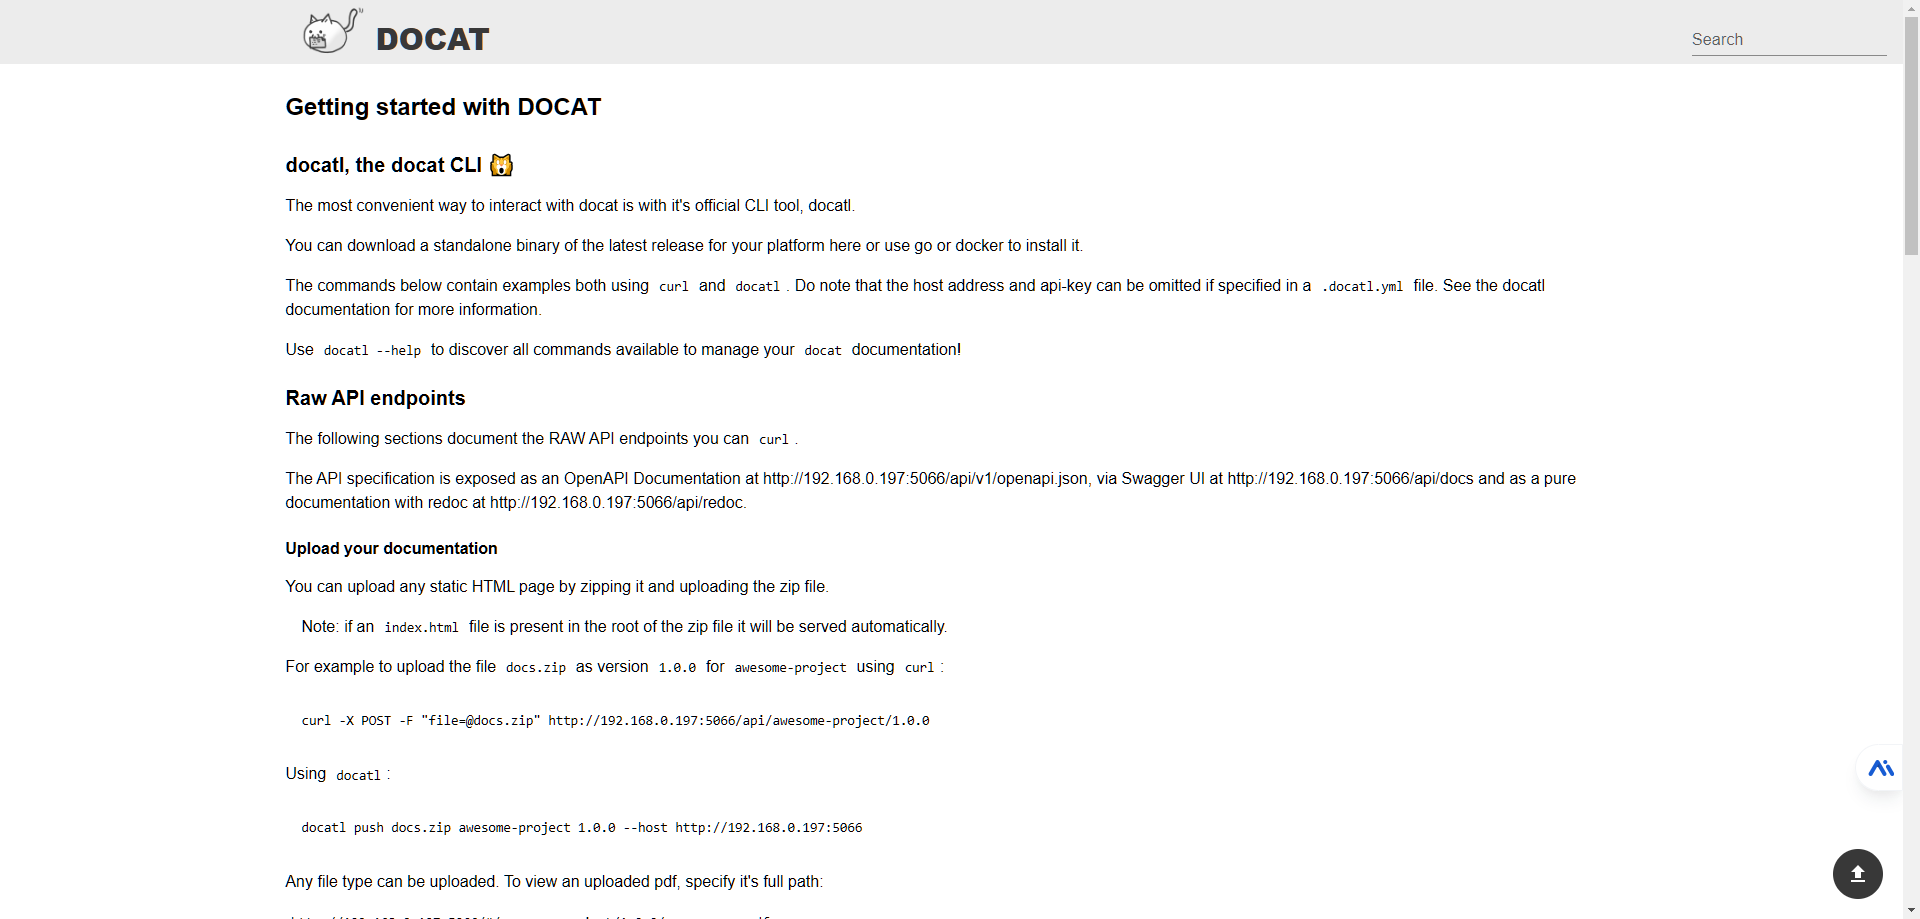 DOCAT
Search
Getting started with DOCAT
docatl, the docat CLI 🙀
The most convenient way to interact with docat is with it's official CLI tool, docatl.
You can download a standalone binary of the latest release for your platform here or use go or docker to install it.
The commands below contain examples both using curl and docatl . Do note that the host address and api-key can be omitted if specified in a .docatl.yml file. See the docatl
documentation for more information.
Use docatl --help to discover all commands available to manage your docat documentation!
Raw API endpoints
The following sections document the RAW API endpoints you can curl .
The API specification is exposed as an OpenAPI Documentation at http://192.168.0.197:5066/api/v1/openapi.json, via Swagger UI at http://192.168.0.197:5066/api/docs and as a pure
documentation with redoc at http://192.168.0.197:5066/api/redoc.
Upload your documentation
You can upload any static HTML page by zipping it and uploading the zip file.
Note: if an index.html file is present in the root of the zip file it will be served automatically.
For example to upload the file docs.zip as version 1.0.0 for awesome-project using curl :
curl -X POST -F "file=@docs.zip" http://192.168.0.197:5066/api/awesome-project/1.0.0
Using docatl :
docatl push docs.zip awesome-project 1.0.0 --host http://192.168.0.197:5066
Any file type can be uploaded. To view an uploaded pdf, specify it's full path: